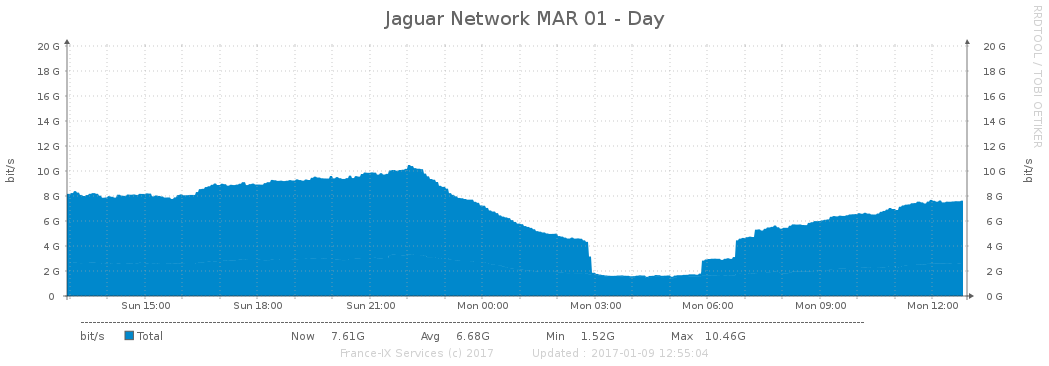 Jaguar Network MAR 01 - Day
RRDTOOL / TOBI OETIKER
bit/s
20 G
18 G
16 G
14 G
12 G
10 G
8 G
6 G
4 G
2 G
0
20 G
18 G
16 G
14 G
12 G
10 G
8 G
6 G
4 G
2 G
0 G
bit/s
Sun 15:00 Sun 18:00 Sun 21:00 Mon 00:00 Mon 03:00 Mon 06:00 Mon 09:00 Mon 12:00
bit/s Total Now 7.61G Avg 6.68G Min 1.52G Max 10.46G
France-IX Services (c) 2017 Updated : 2017-01-09 12:55:04